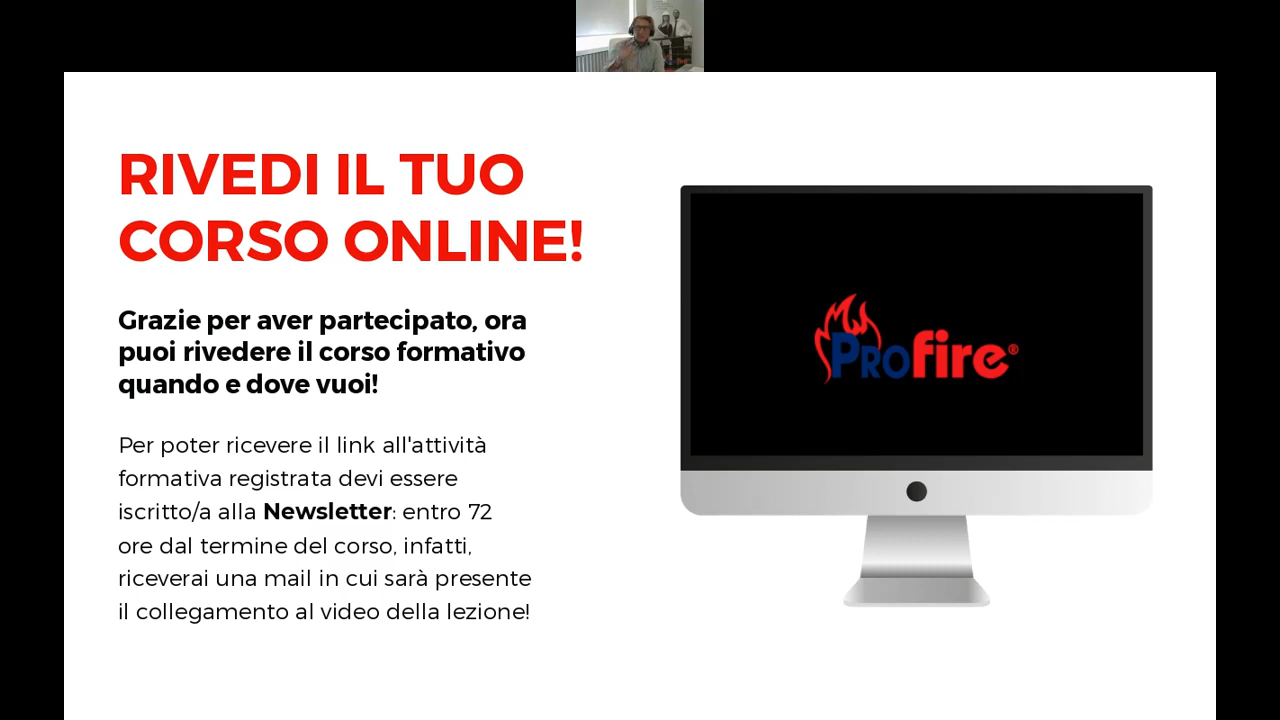 RIVEDI IL TUO
CORSO ONLINE!
Grazie per aver partecipato, ora
puoi rivedere il corso formativo
quando e dove vuoi!
Per poter ricevere il link all'attività
formativa registrata devi essere
iscritto/a alla Newsletter: entro 72
ore dal termine del corso, infatti,
riceverai una mail in cui sarà presente
il collegamento al video della lezione!
PROfire®